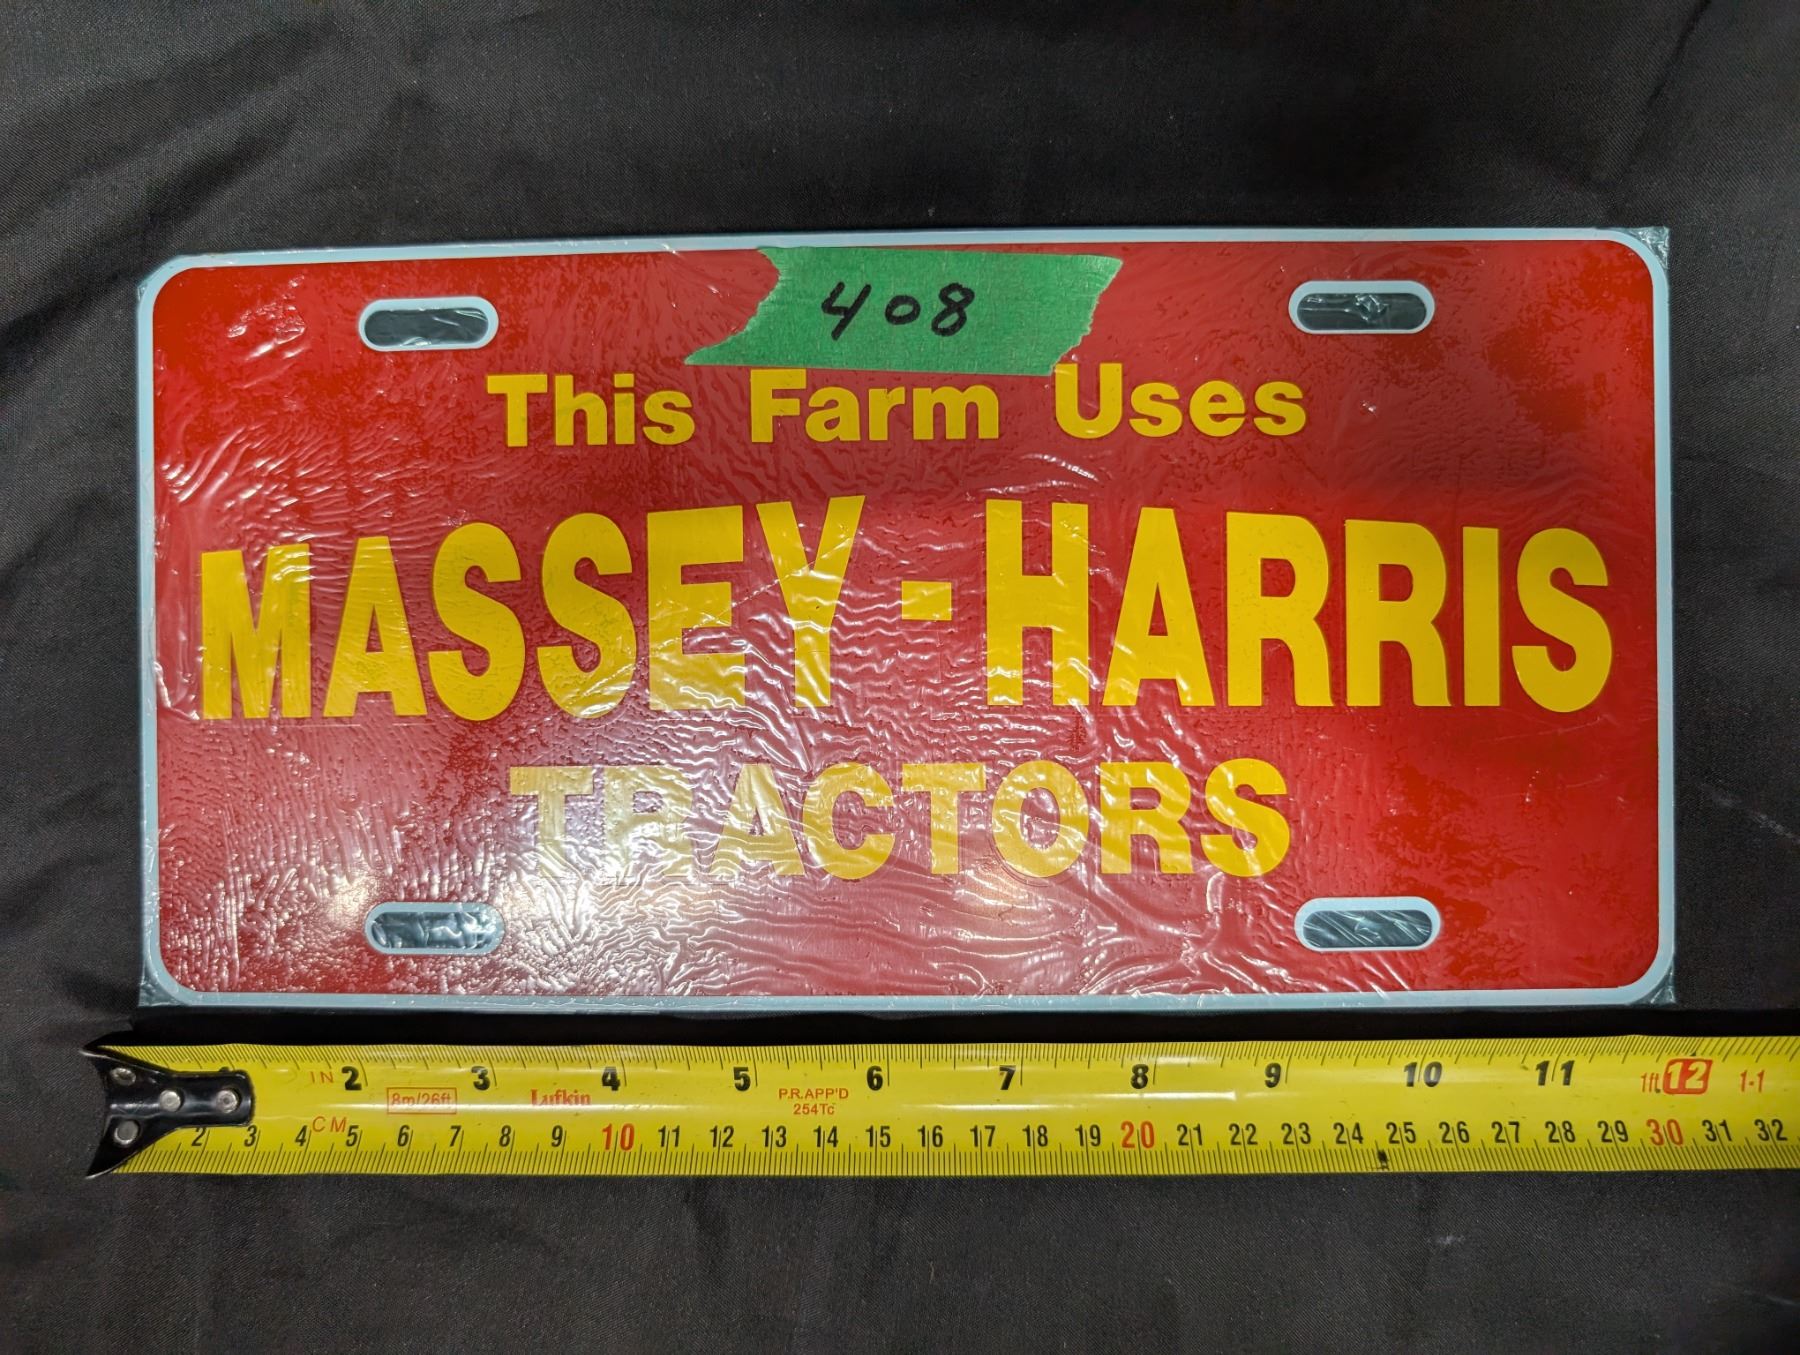 408
This Farm Uses
MASSEY-HARRIS
TRACTORS
IN 2 3 4 5 6 7 8 9 10 11 1ft 12 1-1
8m/26ft Lufkin P.R.APP'D
254Tc
CM
2 3 4 5 6 7 8 9 10 11 12 13 14 15 16 17 18 19 20 21 22 23 24 25 26 27 28 29 30 31 32